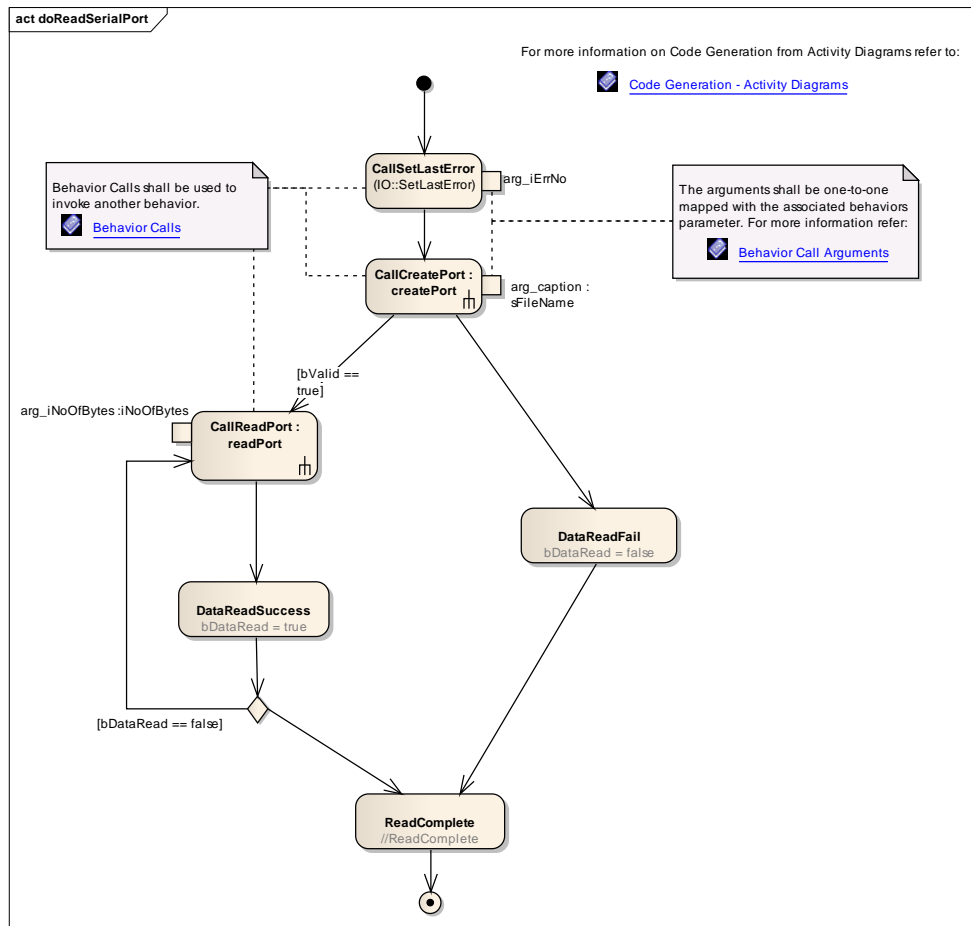 act doReadSerialPort
For more information on Code Generation from Activity Diagrams refer to:
Code Generation - Activity Diagrams
Behavior Calls shall be used to
invoke another behavior.
Behavior Calls
CallSetLastError
(IO::SetLastError)
arg_iErrNo
The arguments shall be one-to-one
mapped with the associated behaviors
parameter. For more information refer:
Behavior Call Arguments
CallCreatePort :
createPort
arg_caption :
sFileName
[bValid ==
true]
arg_iNoOfBytes :iNoOfBytes
CallReadPort :
readPort
DataReadFail
bDataRead = false
DataReadSuccess
bDataRead = true
[bDataRead == false]
ReadComplete
//ReadComplete